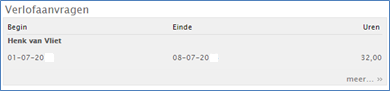 Verlofaanvragen
Begin Einde Uren
Henk van Vliet
01-07-20 08-07-20 32,00
meer... »